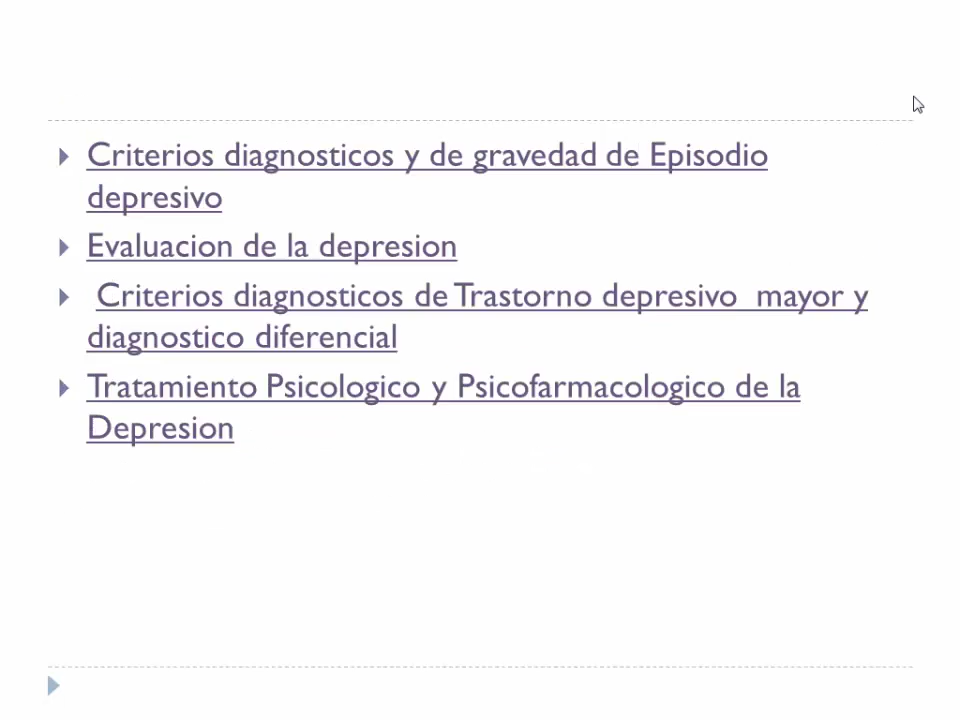 Criterios diagnosticos y de gravedad de Episodio
depresivo
Evaluacion de la depresion
Criterios diagnosticos de Trastorno depresivo mayor y
diagnostico diferencial
Tratamiento Psicologico y Psicofarmacologico de la
Depresion